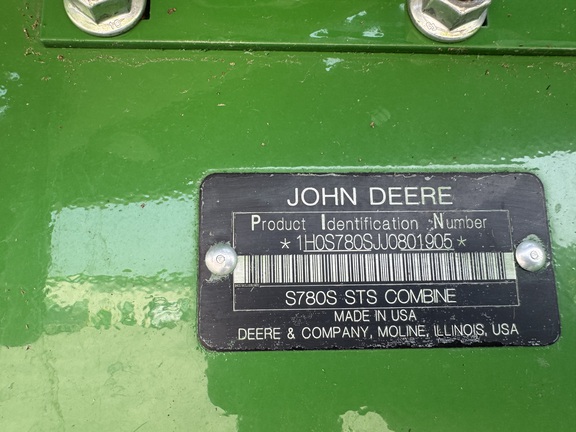 JOHN DEERE
Product Identification Number
*1H0S780SJJ0801905*
S780S STS COMBINE
MADE IN USA
DEERE & COMPANY, MOLINE, ILLINOIS, USA